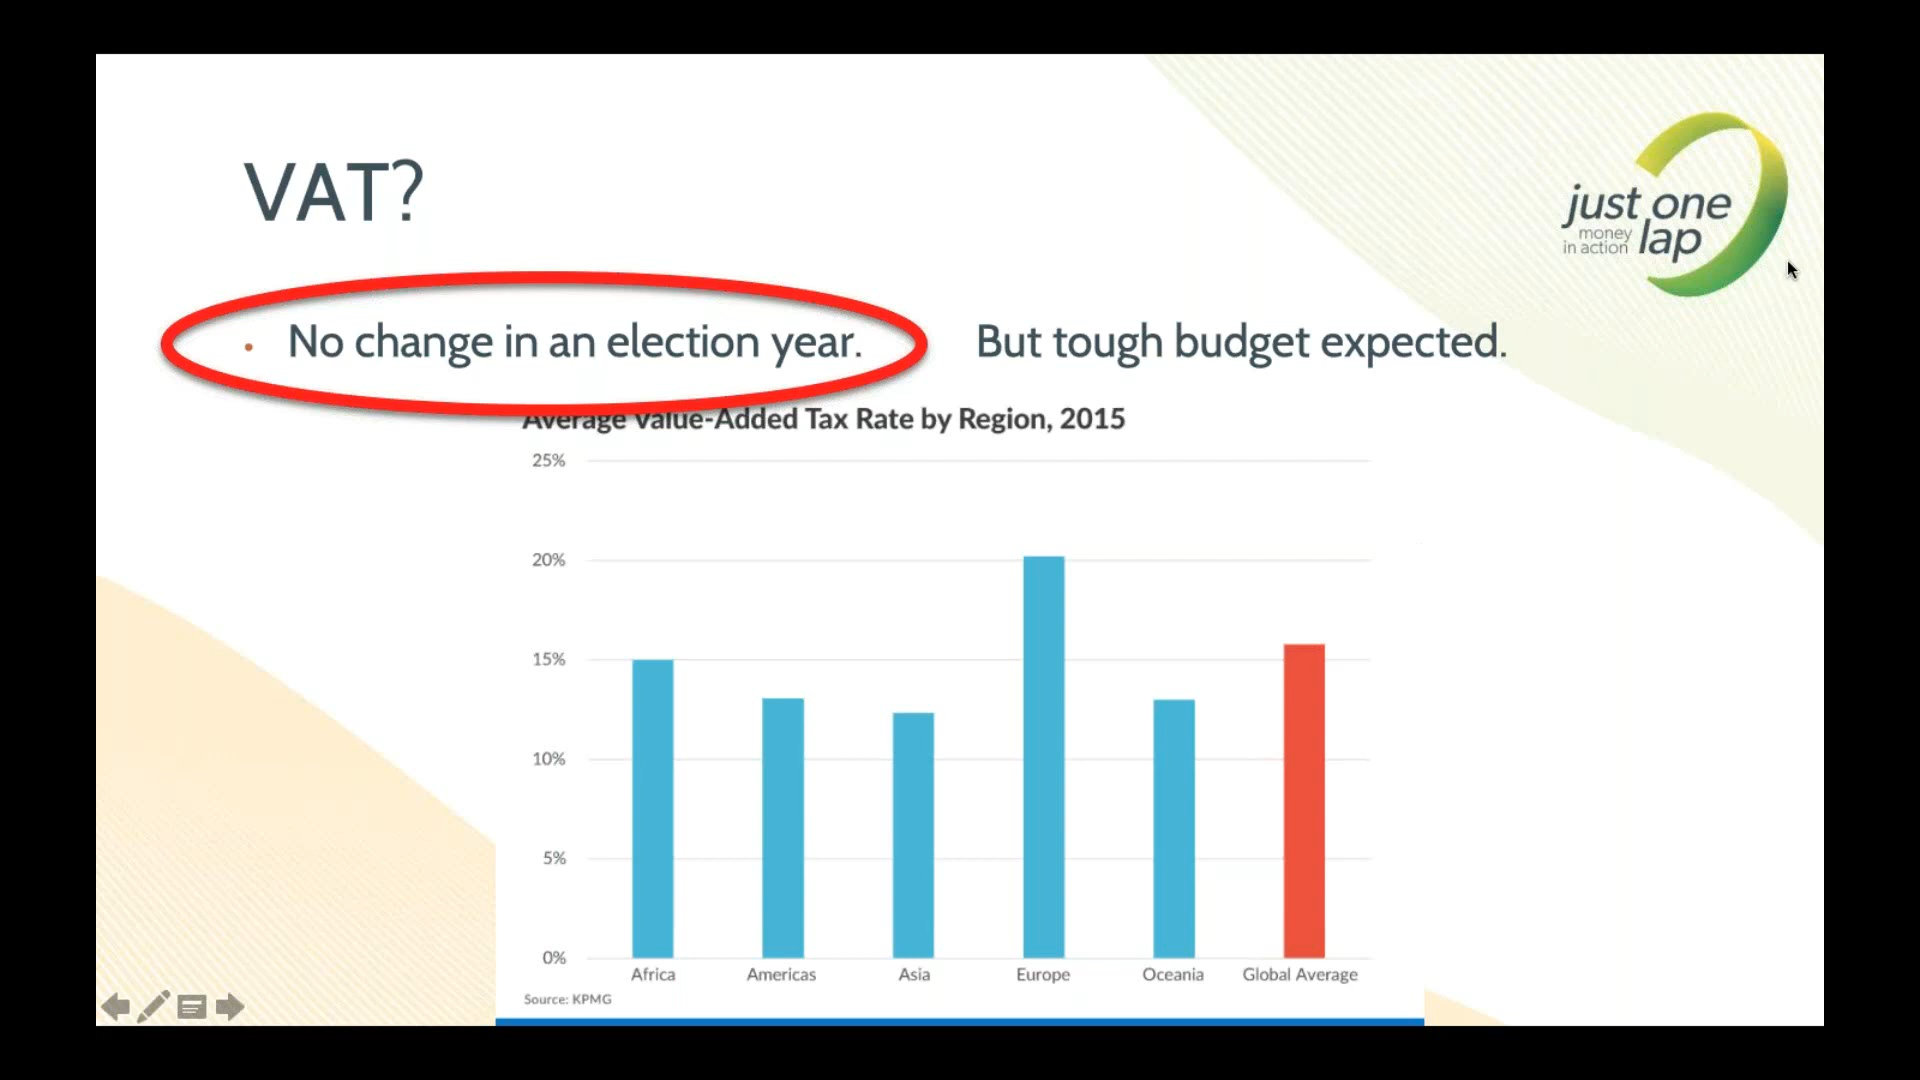 VAT?
just one
money
in action
lap
• No change in an election year. But tough budget expected.
Average Value-Added Tax Rate by Region, 2015
25%
20%
15%
10%
5%
0%
Africa Americas Asia Europe Oceania Global Average
Source: KPMG